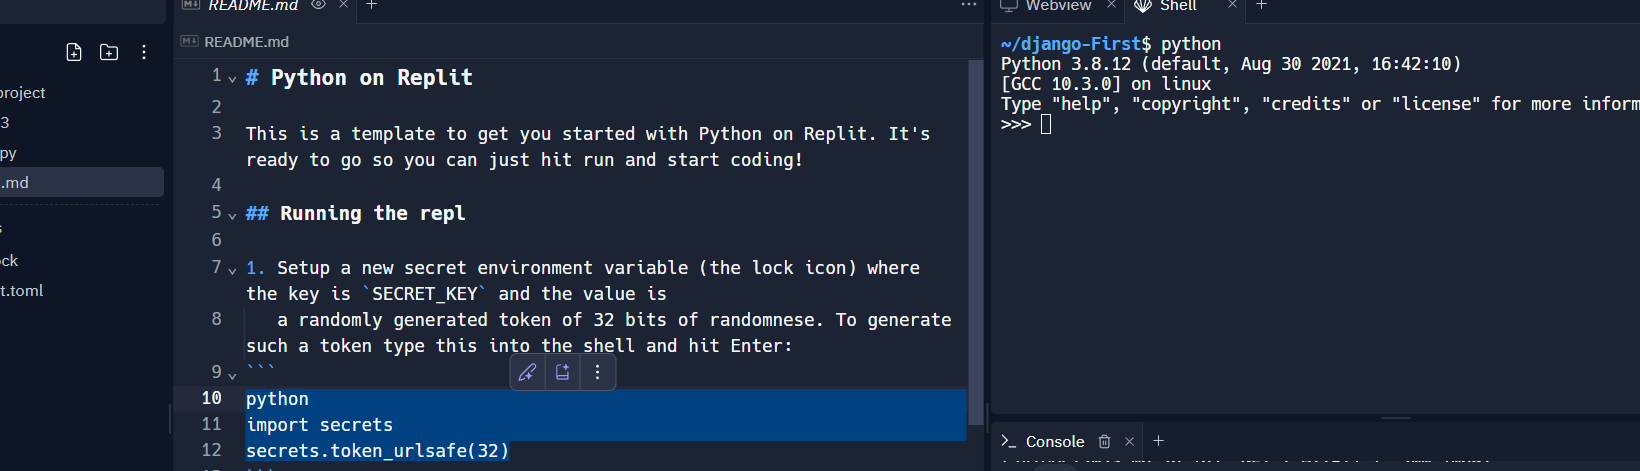 README.md
Webview
Shell
README.md
roject
3
py
.md
ck
t.toml
1 # Python on Replit
2
3 This is a template to get you started with Python on Replit. It's
ready to go so you can just hit run and start coding!
4
5 ## Running the repl
6
7 1. Setup a new secret environment variable (the lock icon) where
the key is `SECRET_KEY` and the value is
8 a randomly generated token of 32 bits of randomnese. To generate
such a token type this into the shell and hit Enter:
9 ```
10 python
11 import secrets
12 secrets.token_urlsafe(32)
~/django-First$ python
Python 3.8.12 (default, Aug 30 2021, 16:42:10)
[GCC 10.3.0] on linux
Type "help", "copyright", "credits" or "license" for more inform
>>>
Console